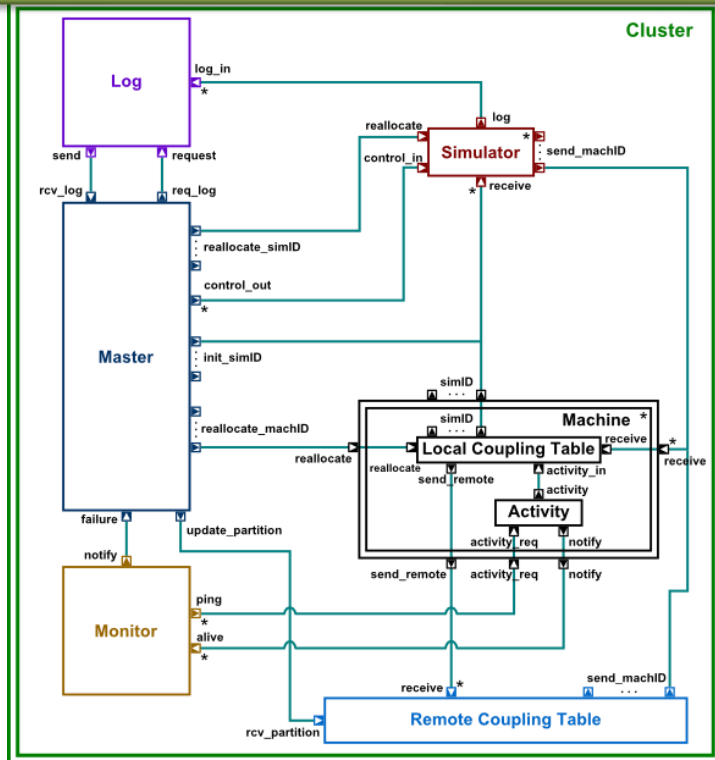 Cluster
Log
log_in
*
log
reallocate
*
Simulator
send_machID
control_in
send
request
*
receive
rcv_log
req_log
reallocate_simID
control_out
*
Master
init_simID
simID
...
reallocate_machID
simID
...
Machine *
Local Coupling Table
receive
*
receive
reallocate
reallocate
send_remote
activity_in
activity
Activity
failure
update_partition
activity_req
notify
notify
send_remote
activity_req
notify
ping
*
Monitor
alive
*
receive
*
send_machID
...
Remote Coupling Table
rcv_partition